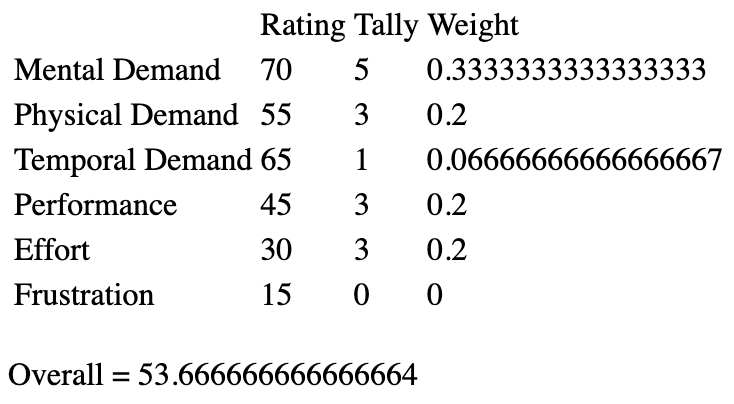 Rating Tally Weight
Mental Demand 70 5 0.3333333333333333
Physical Demand 55 3 0.2
Temporal Demand 65 1 0.06666666666666667
Performance 45 3 0.2
Effort 30 3 0.2
Frustration 15 0 0
Overall = 53.666666666666664